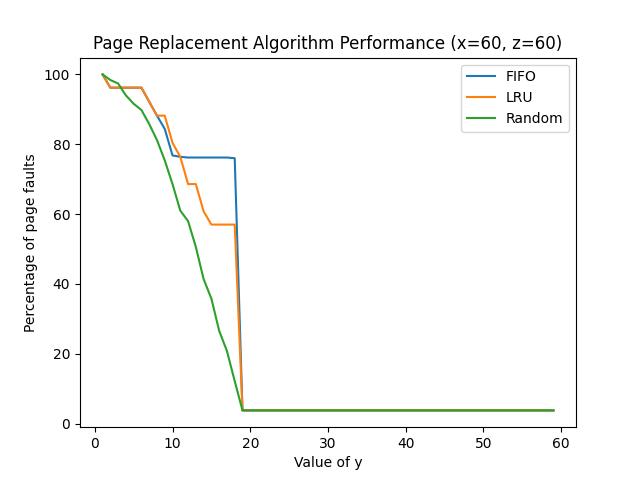 Page Replacement Algorithm Performance (x=60, z=60)
FIFO
LRU
Random
Percentage of page faults
100
80
60
40
20
0
0 10 20 30 40 50 60
Value of y